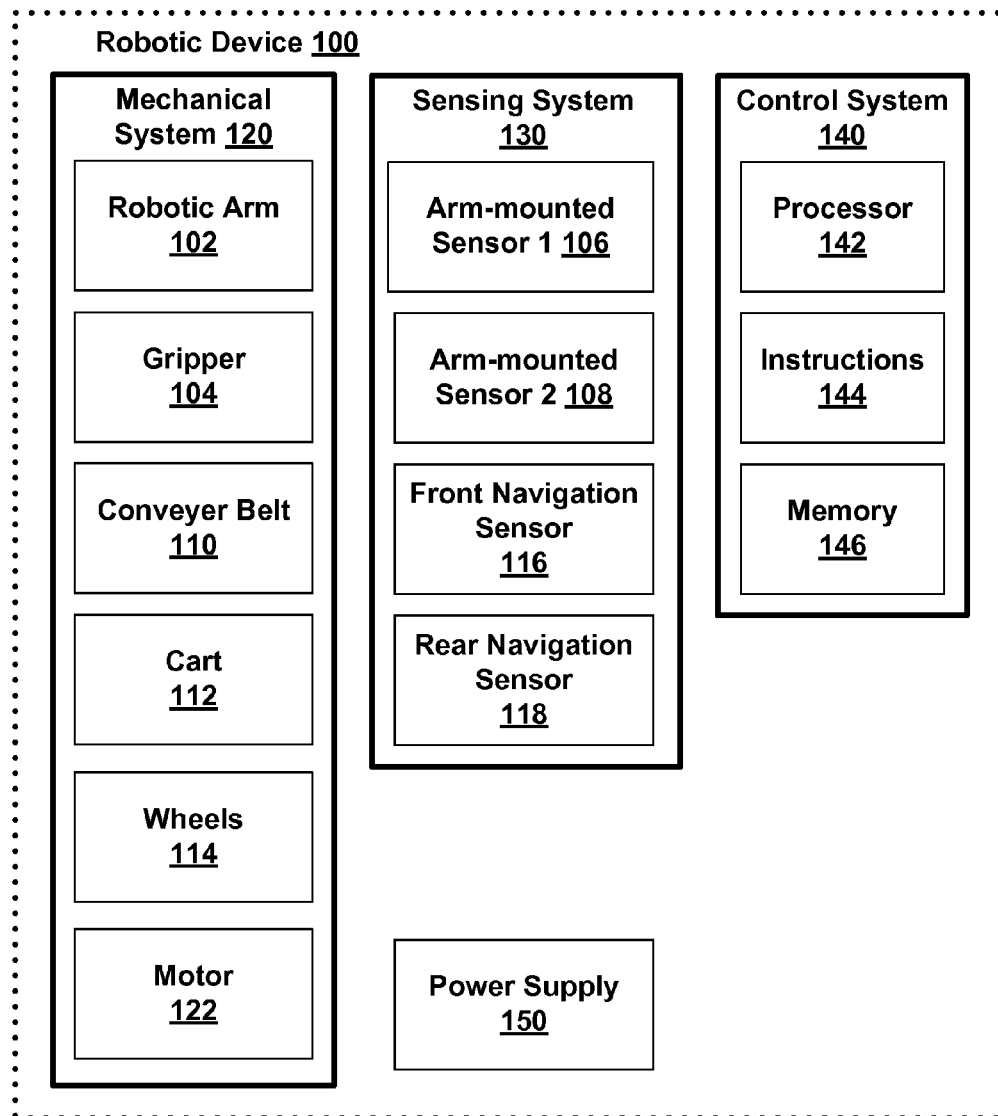 Robotic Device 100
Mechanical
System 120
Robotic Arm
102
Gripper
104
Conveyer Belt
110
Cart
112
Wheels
114
Motor
122
Sensing System
130
Arm-mounted
Sensor 1 106
Arm-mounted
Sensor 2 108
Front Navigation
Sensor
116
Rear Navigation
Sensor
118
Power Supply
150
Control System
140
Processor
142
Instructions
144
Memory
146